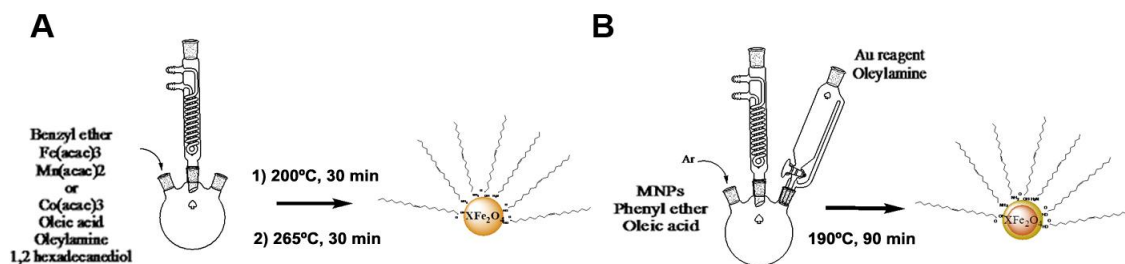 A
Benzyl ether
Fe(acac)3
Mn(acac)2
or
Co(acac)3
Oleic acid
Oleylamine
1,2 hexadecanediol
1) 200ºC, 30 min
2) 265ºC, 30 min
XFe2O
B
Au reagent
Oleylamine
Ar
MNPs
Phenyl ether
Oleic acid
190ºC, 90 min
XFe2O